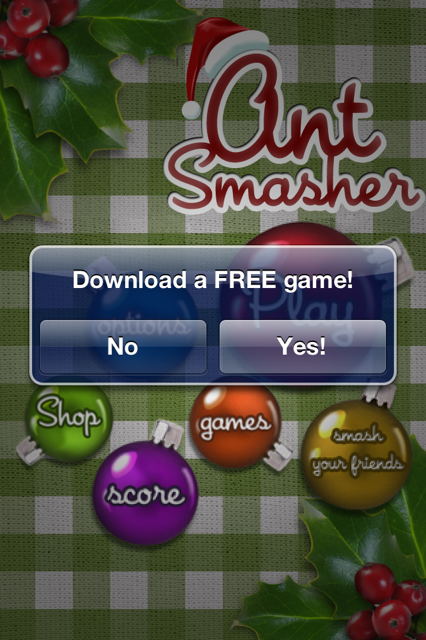 Ant
Smasher
Download a FREE game!
options
Play
No
Yes!
Shop
games
smash
your friends
score